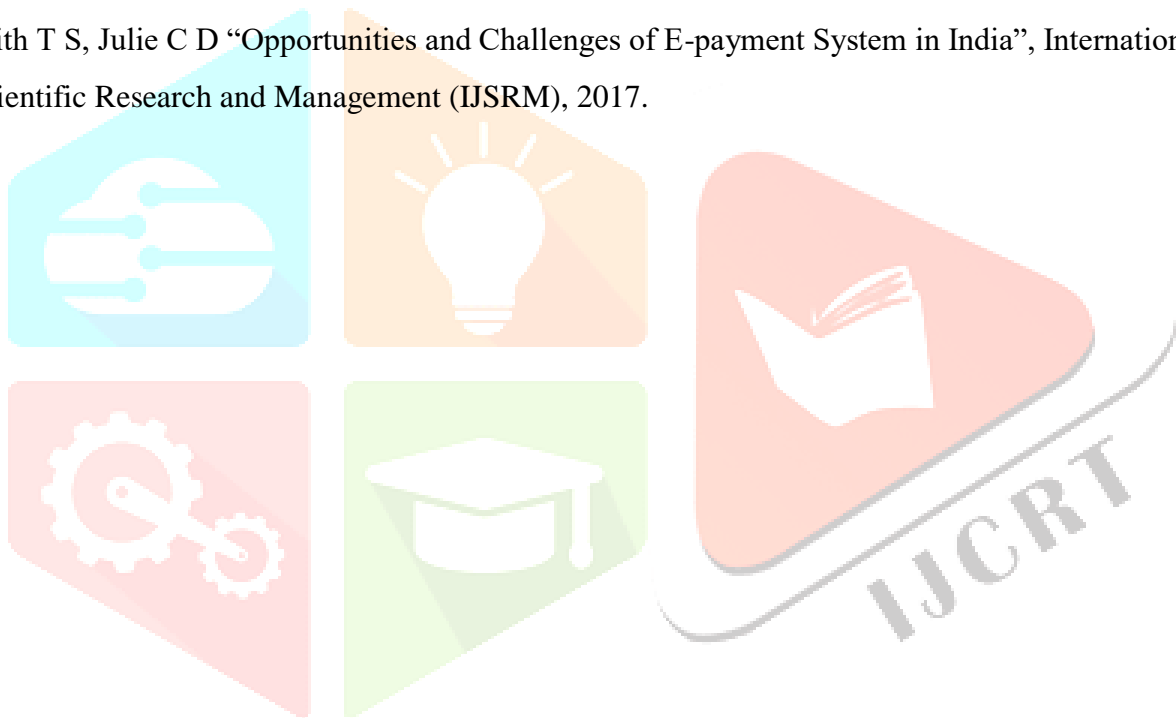 ith T S, Julie C D “Opportunities and Challenges of E-payment System in India”, Internation
ientific Research and Management (IJSRM), 2017.
IJCRT